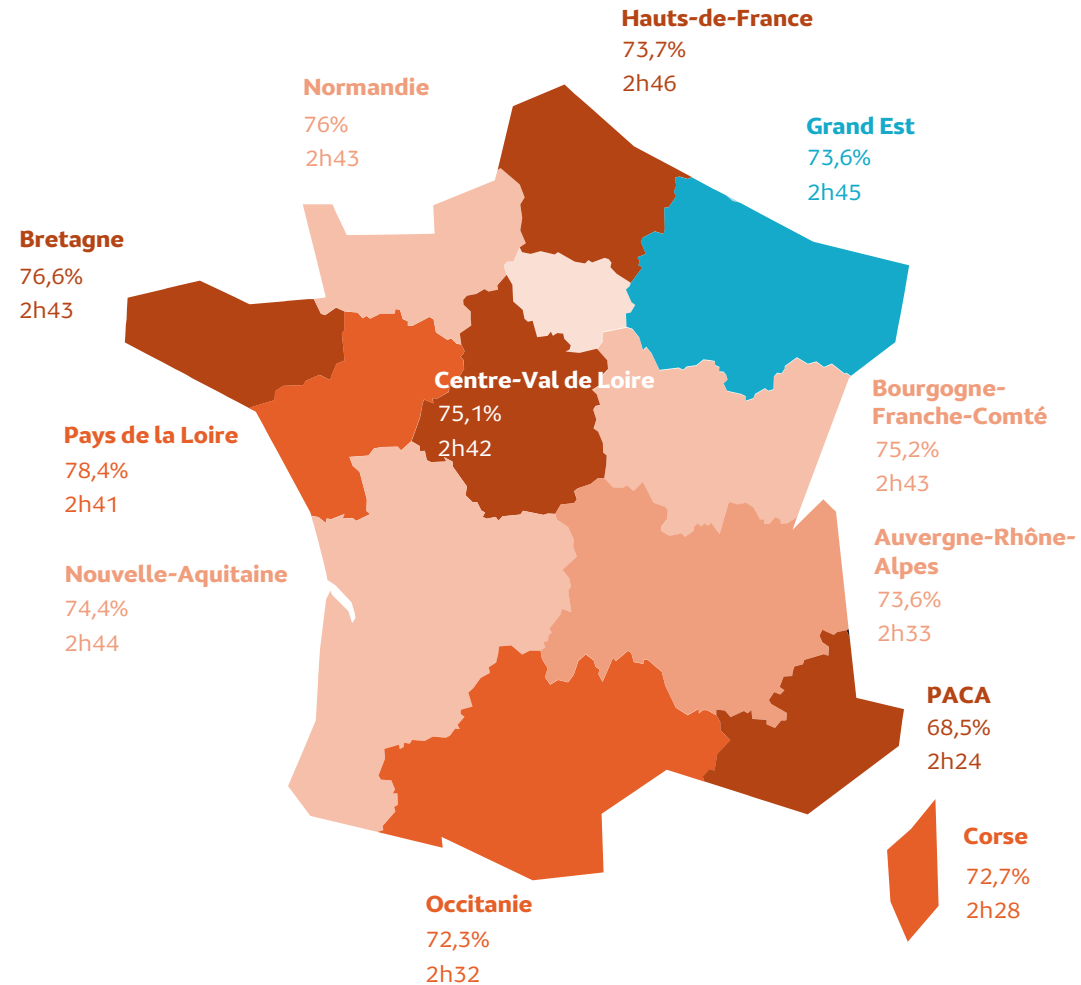 Hauts-de-France
73,7%
2h46
Normandie
76%
2h43
Grand Est
73,6%
2h45
Bretagne
76,6%
2h43
Centre-Val de Loire
75,1%
2h42
Bourgogne-
Franche-Comté
75,2%
2h43
Pays de la Loire
78,4%
2h41
Auvergne-Rhône-
Alpes
73,6%
2h33
Nouvelle-Aquitaine
74,4%
2h44
PACA
68,5%
2h24
Corse
72,7%
2h28
Occitanie
72,3%
2h32